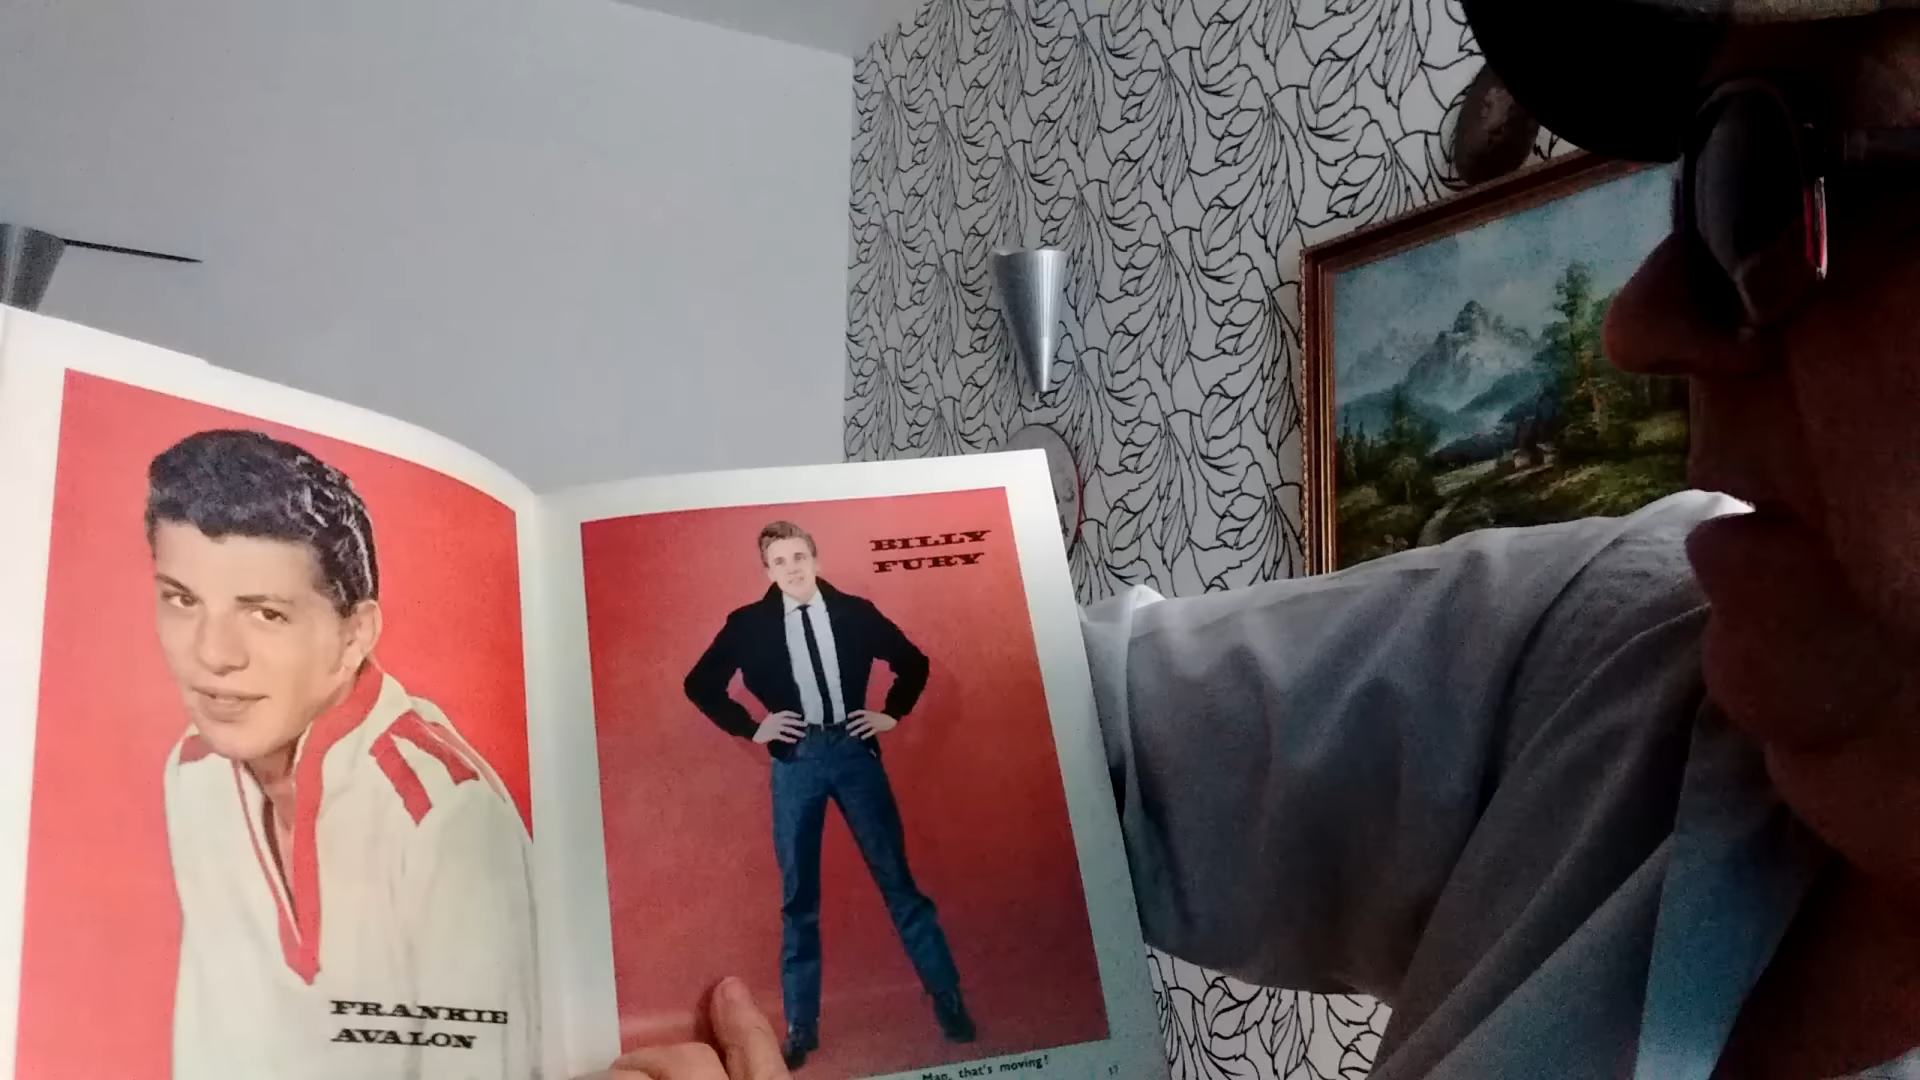 FRANKIE
AVALON
BILLY
FURY
Man, that's moving!
17